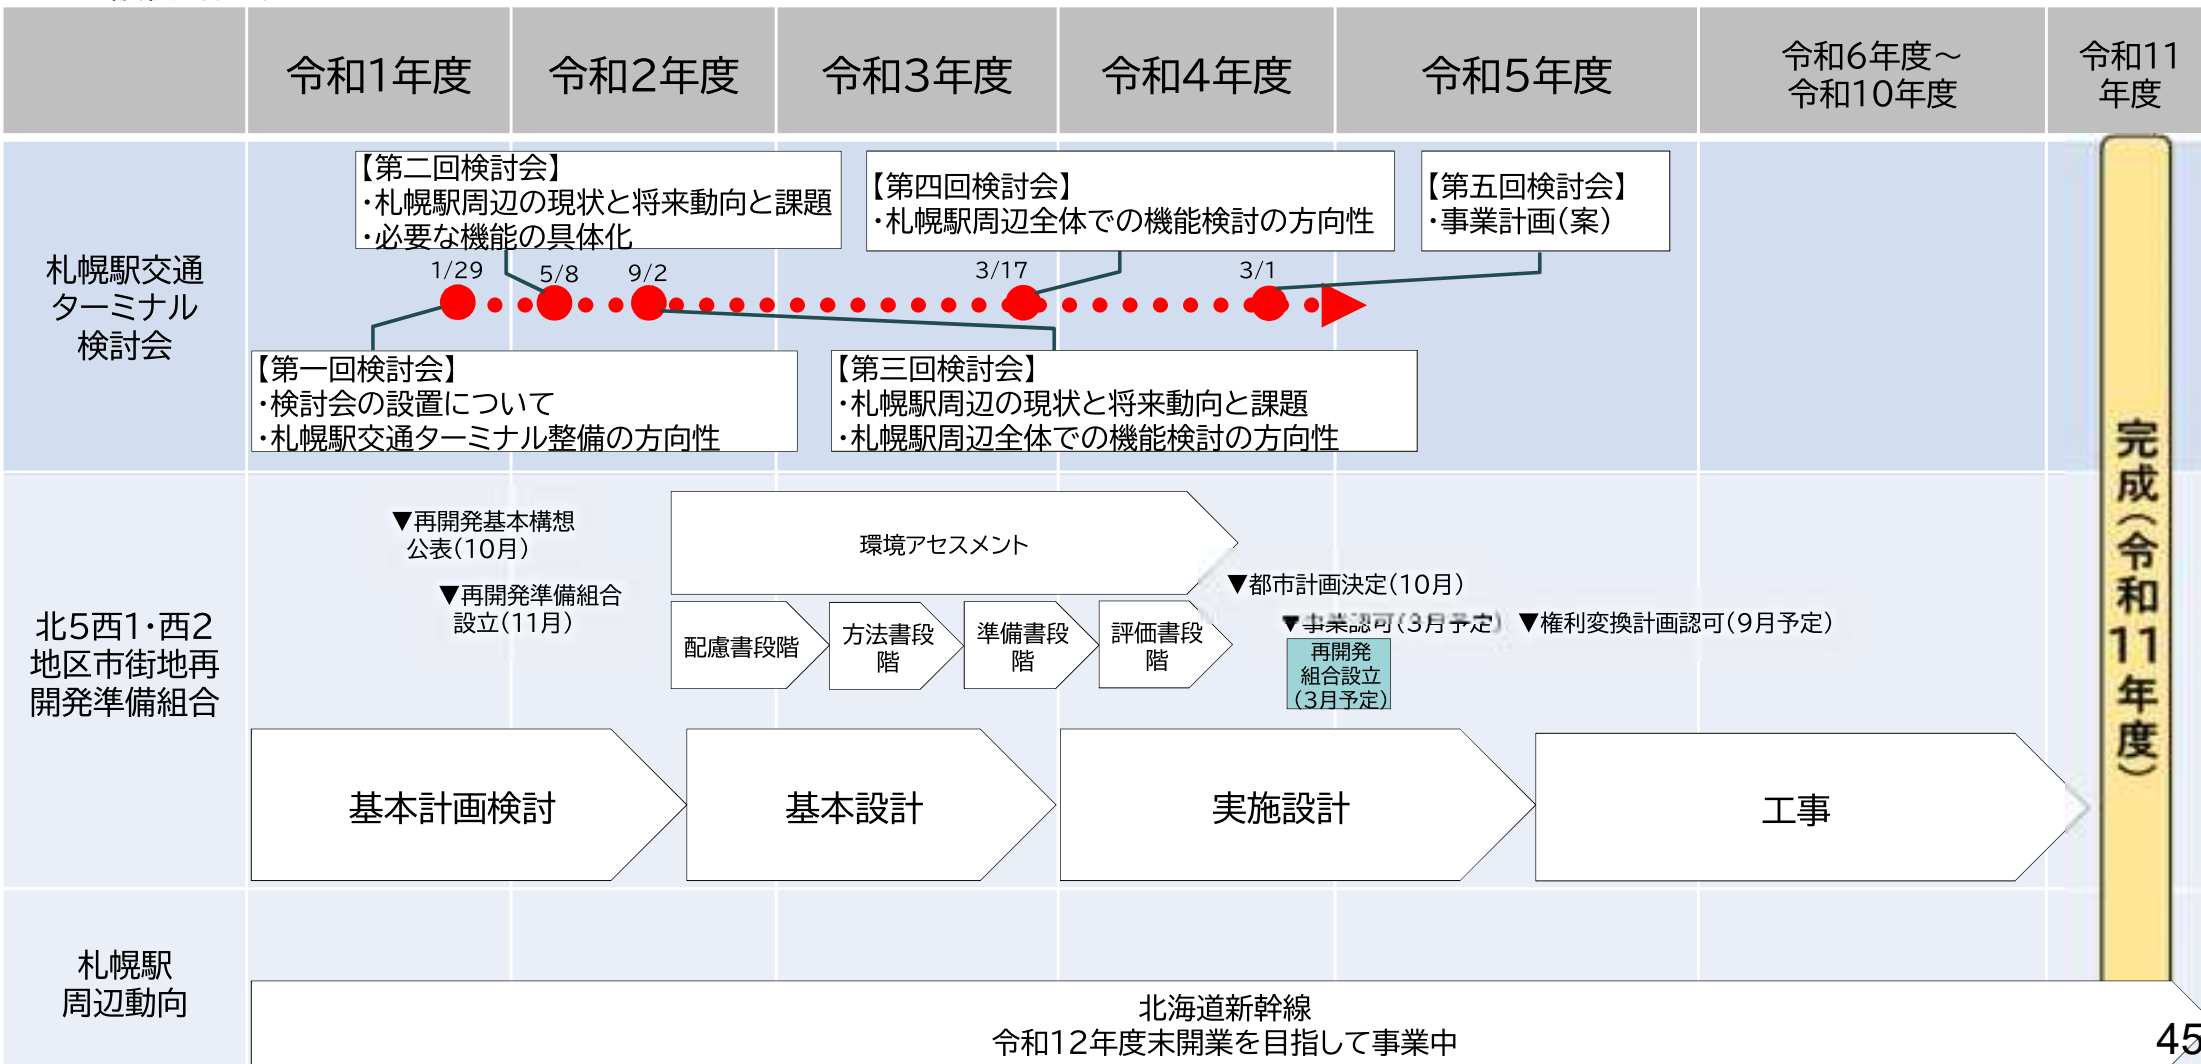 令和1年度
令和2年度
令和3年度
令和4年度
令和5年度
令和6年度～
令和10年度
令和11
年度
札幌駅交通
ターミナル
検討会
【第二回検討会】
・札幌駅周辺の現状と将来動向と課題
・必要な機能の具体化
【第四回検討会】
・札幌駅周辺全体での機能検討の方向性
【第五回検討会】
・事業計画（案）
1/29
5/8
9/2
3/17
3/1
【第一回検討会】
・検討会の設置について
・札幌駅交通ターミナル整備の方向性
【第三回検討会】
・札幌駅周辺の現状と将来動向と課題
・札幌駅周辺全体での機能検討の方向性
完成（令和11年度）
北5西1・西2
地区市街地再
開発準備組合
▼再開発基本構想
公表（10月）
▼再開発準備組合
設立（11月）
環境アセスメント
配慮書段階
方法書段
階
準備書段
階
評価書段
階
▼都市計画決定（10月）
▼事業認可（3月予定）
▼権利変換計画認可（9月予定）
再開発
組合設立
（3月予定）
基本計画検討
基本設計
実施設計
工事
札幌駅
周辺動向
北海道新幹線
令和12年度末開業を目指して事業中
45